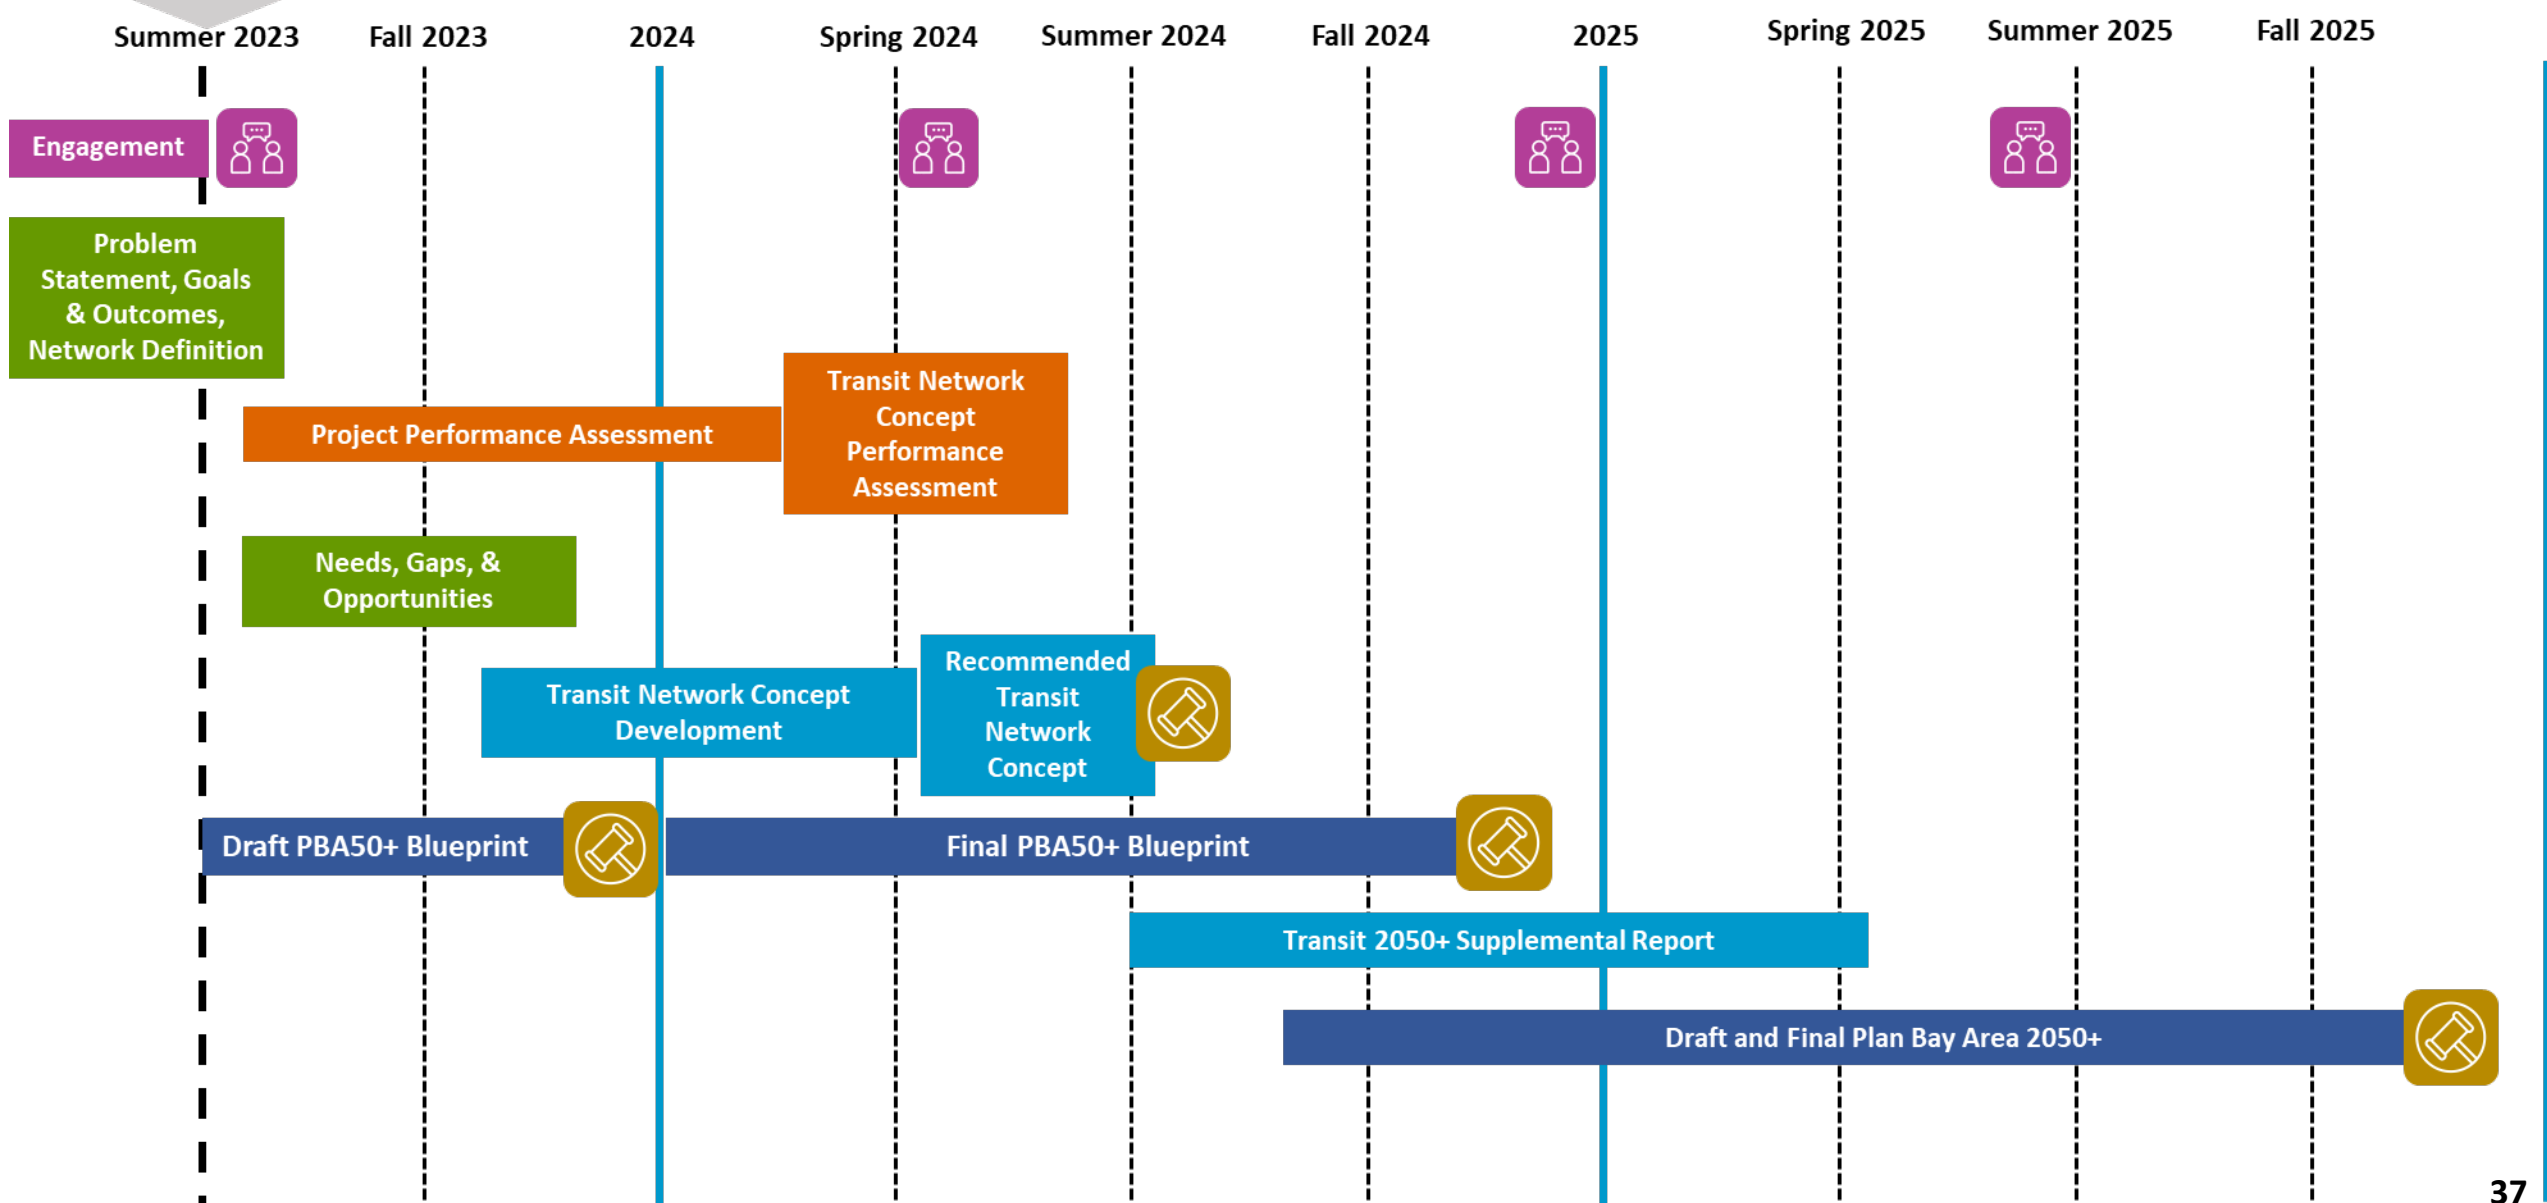 Summer 2023
Fall 2023
2024
Spring 2024
Summer 2024
Fall 2024
2025
Spring 2025
Summer 2025
Fall 2025
Engagement
Problem
Statement, Goals
& Outcomes,
Network Definition
Transit Network
Concept
Performance
Assessment
Project Performance Assessment
Needs, Gaps, &
Opportunities
Recommended
Transit
Network
Concept
Transit Network Concept
Development
Draft PBA50+ Blueprint
Final PBA50+ Blueprint
Transit 2050+ Supplemental Report
Draft and Final Plan Bay Area 2050+
37